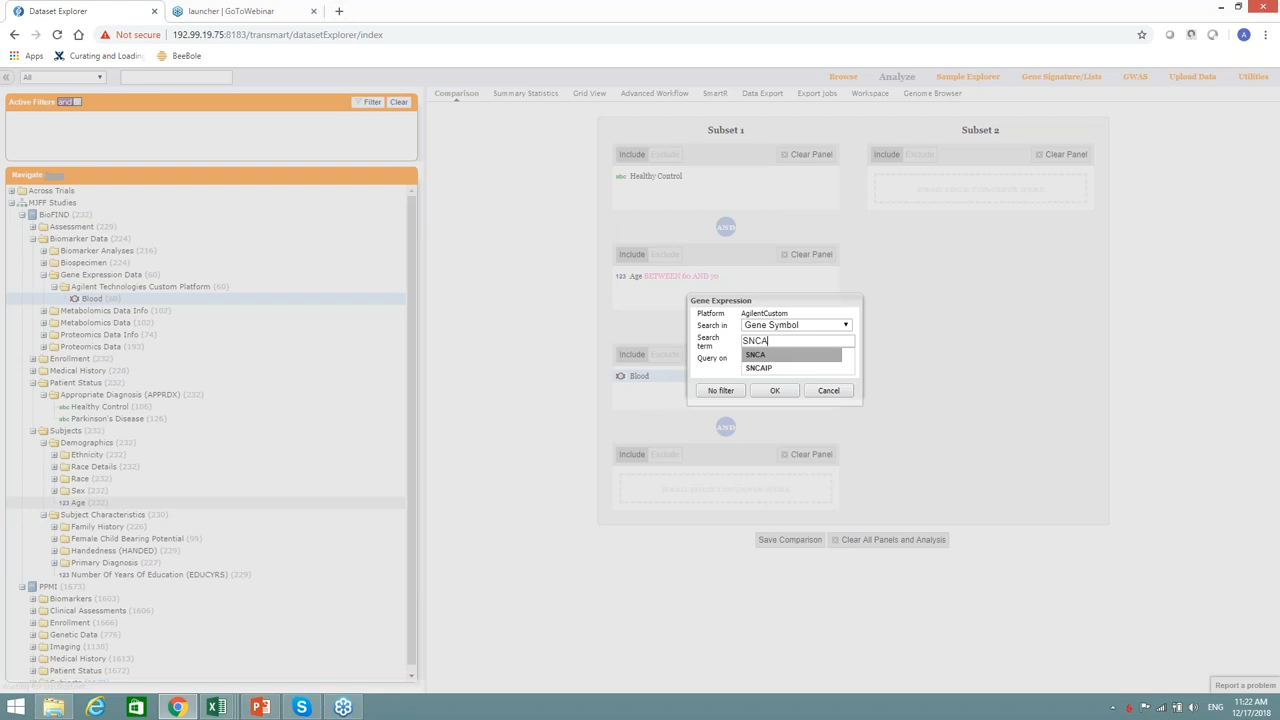 Dataset Explorer
launcher | GoToWebinar
Not secure | 192.99.19.75:8183/transmart/datasetExplorer/index
A
Apps
Curating and Loading
BeeBole
All
Browse
Analyze
Sample Explorer
Gene Signature/Lists
GWAS
Upload Data
Utilities
Active Filters and
Filter
Clear
Comparison
Summary Statistics
Grid View
Advanced Workflow
SmartR
Data Export
Export Jobs
Workspace
Genome Browser
Navigate
Across Trials
MJFF Studies
BioFIND (232)
Assessment (229)
Biomarker Data (224)
Biomarker Analyses (216)
Biospecimen (224)
Gene Expression Data (60)
Agilent Technologies Custom Platform (60)
Blood (60)
Metabolomics Data Info (102)
Metabolomics Data (102)
Proteomics Data Info (74)
Proteomics Data (193)
Enrollment (232)
Medical History (231)
Patient Status (232)
Appropriate Diagnosis (APPRDX) (232)
abc Healthy Control (105)
abc Parkinson's Disease (126)
Subjects (232)
Demographics (232)
Ethnicity (232)
Race Details (232)
Race (232)
Sex (232)
123 Age (232)
Subject Characteristics (230)
Family History (226)
Female Child Bearing Potential (99)
Handedness (HANDED) (229)
Primary Diagnosis (227)
123 Number Of Years Of Education (EDUCYRS) (229)
PPMI (1673)
Biomarkers (1603)
Clinical Assessments (1606)
Enrollment (1666)
Genetic Data (776)
Imaging (1138)
Medical History (1613)
Patient Status (1672)
Subset 1
Subset 2
Include Exclude
Clear Panel
Include Exclude
Clear Panel
abc Healthy Control
AND
Include Exclude
Clear Panel
123 Age BETWEEN 60 AND 70
Include Exclude
Blood
AND
Include Exclude
Clear Panel
Gene Expression
Platform AgilentCustom
Search in Gene Symbol
Search term SNCA
Query on
SNCA
SNCAIP
No filter
OK
Cancel
Save Comparison
Clear All Panels and Analysis
Report a problem
ENG
11:22 AM
12/17/2018